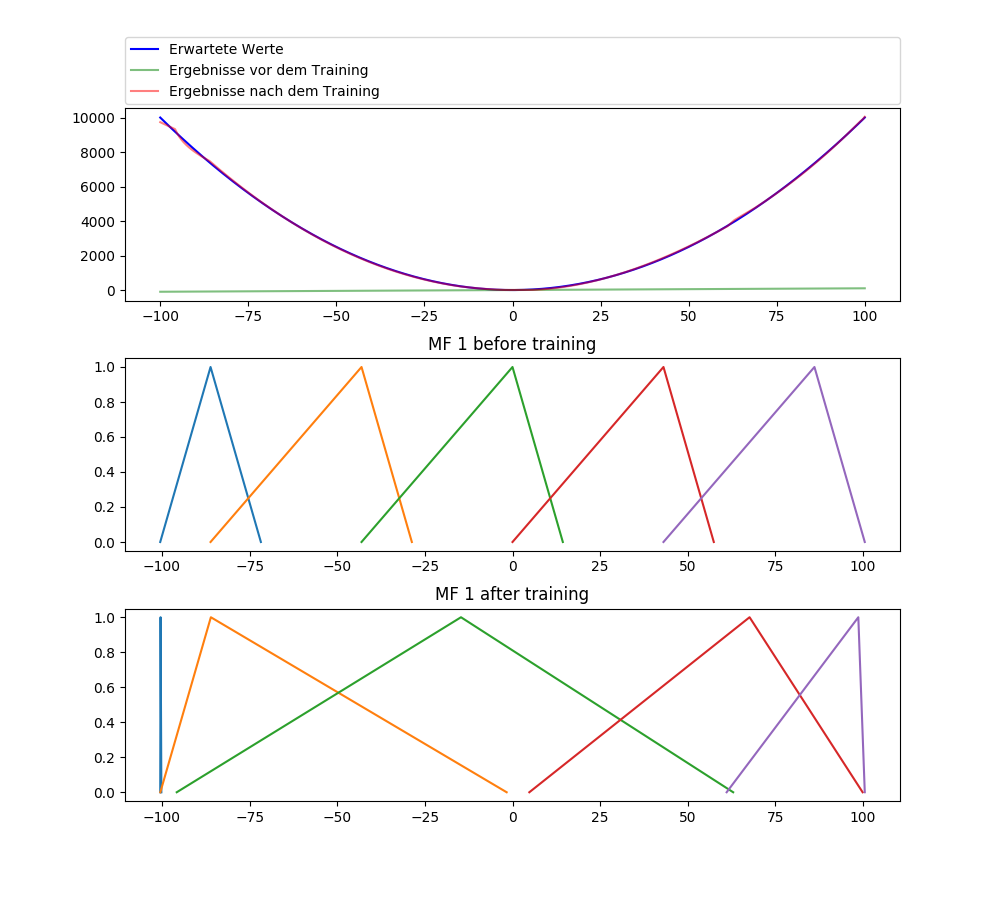 Erwartete Werte
Ergebnisse vor dem Training
Ergebnisse nach dem Training
10000
8000
6000
4000
2000
0
−100 −75 −50 −25 0 25 50 75 100
MF 1 before training
1.0
0.8
0.6
0.4
0.2
0.0
−100 −75 −50 −25 0 25 50 75 100
MF 1 after training
1.0
0.8
0.6
0.4
0.2
0.0
−100 −75 −50 −25 0 25 50 75 100